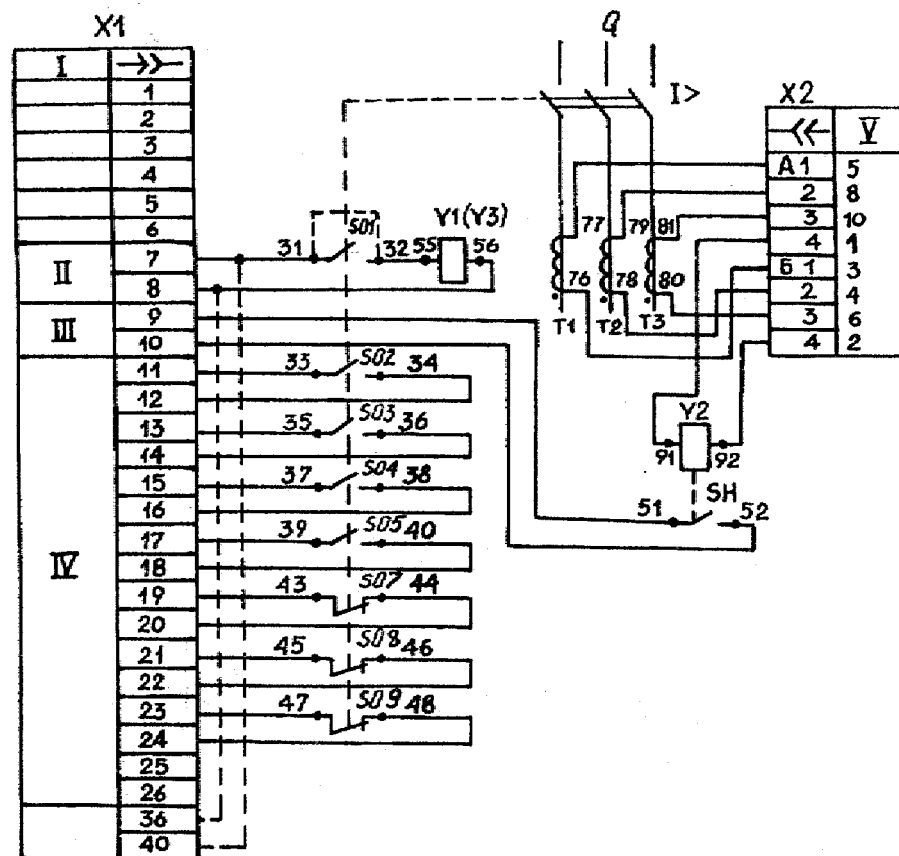 X1
Q
I
1
2
3
4
5
6
II
7
8
III
9
10
IV
11
12
13
14
15
16
17
18
19
20
21
22
23
24
25
26
36
40
I>
X2
V
A1 5
2 8
3 10
4 1
Б1 3
2 4
3 6
4 2
31 S01 32 55 Y1(Y3) 56
77 79 81
76 78 80
T1 T2 T3
33 S02 34
35 S03 36
37 S04 38
39 S05 40
43 S07 44
45 S08 46
47 S09 48
Y2
91 92
SH
51 52